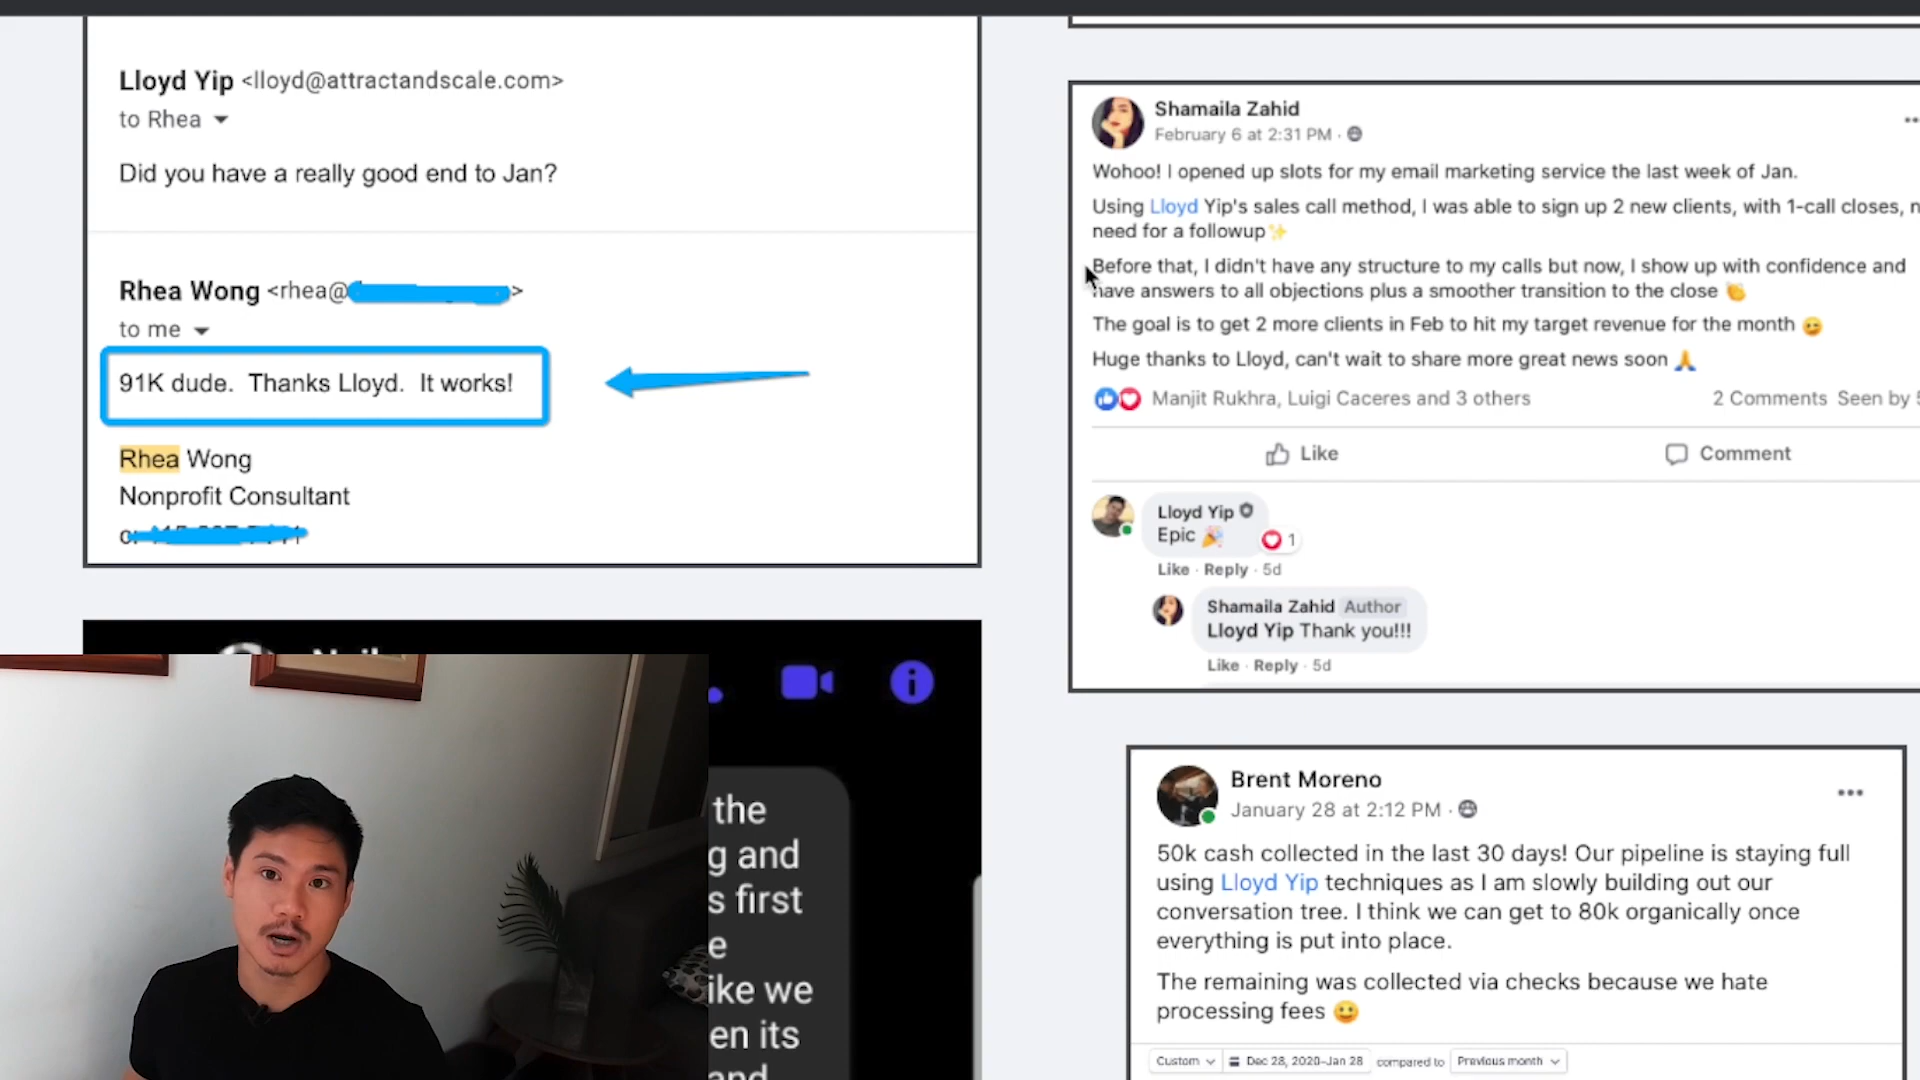 Lloyd Yip <lloyd@attractandscale.com>
to Rhea
Did you have a really good end to Jan?
Rhea Wong <rhea@ >
to me
91K dude. Thanks Lloyd. It works!
Rhea Wong
Nonprofit Consultant
the
g and
s first
e
ike we
en its
and
Shamaila Zahid
February 6 at 2:31 PM ·
Wohoo! I opened up slots for my email marketing service the last week of Jan.
Using Lloyd Yip's sales call method, I was able to sign up 2 new clients, with 1-call closes, n
need for a followup✨
Before that, I didn't have any structure to my calls but now, I show up with confidence and
have answers to all objections plus a smoother transition to the close 👏
The goal is to get 2 more clients in Feb to hit my target revenue for the month 😊
Huge thanks to Lloyd, can't wait to share more great news soon 🙏
Manjit Rukhra, Luigi Caceres and 3 others
2 Comments Seen by 5
Like
Comment
Lloyd Yip
Epic 🎉
1
Like · Reply · 5d
Shamaila Zahid Author
Lloyd Yip Thank you!!!
Like · Reply · 5d
Brent Moreno
January 28 at 2:12 PM ·
50k cash collected in the last 30 days! Our pipeline is staying full
using Lloyd Yip techniques as I am slowly building out our
conversation tree. I think we can get to 80k organically once
everything is put into place.
The remaining was collected via checks because we hate
processing fees 😀
Custom
Dec 28, 2020–Jan 28
compared to
Previous month